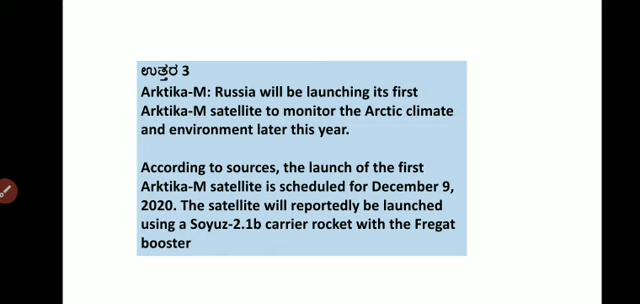 ಉತ್ತರ 3
Arktika-M: Russia will be launching its first
Arktika-M satellite to monitor the Arctic climate
and environment later this year.
According to sources, the launch of the first
Arktika-M satellite is scheduled for December 9,
2020. The satellite will reportedly be launched
using a Soyuz-2.1b carrier rocket with the Fregat
booster